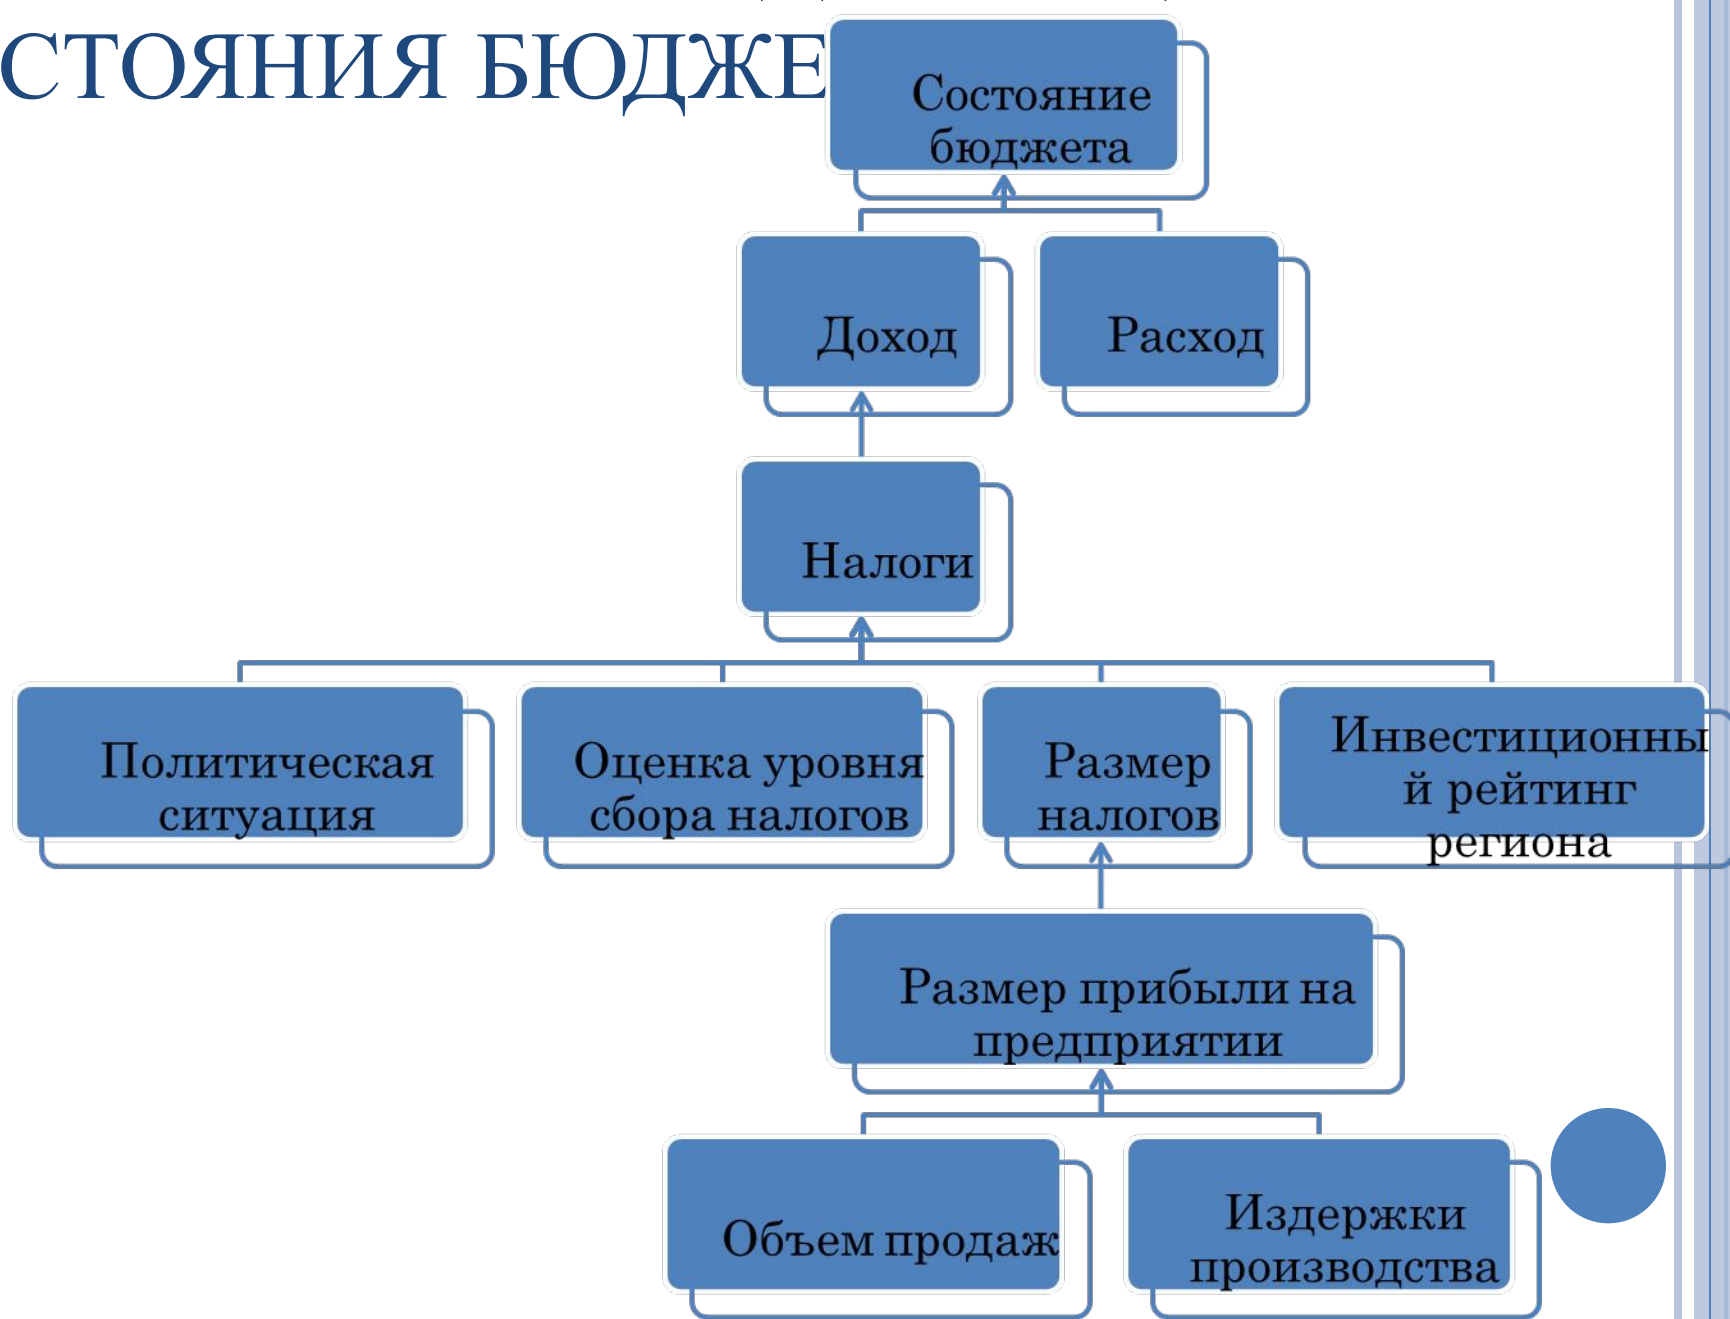 СТОЯНИЯ БЮДЖЕ
Состояние
бюджета
Доход
Расход
Налоги
Политическая
ситуация
Оценка уровня
сбора налогов
Размер
налогов
Инвестиционны
й рейтинг
региона
Размер прибыли на
предприятии
Объем продаж
Издержки
производства